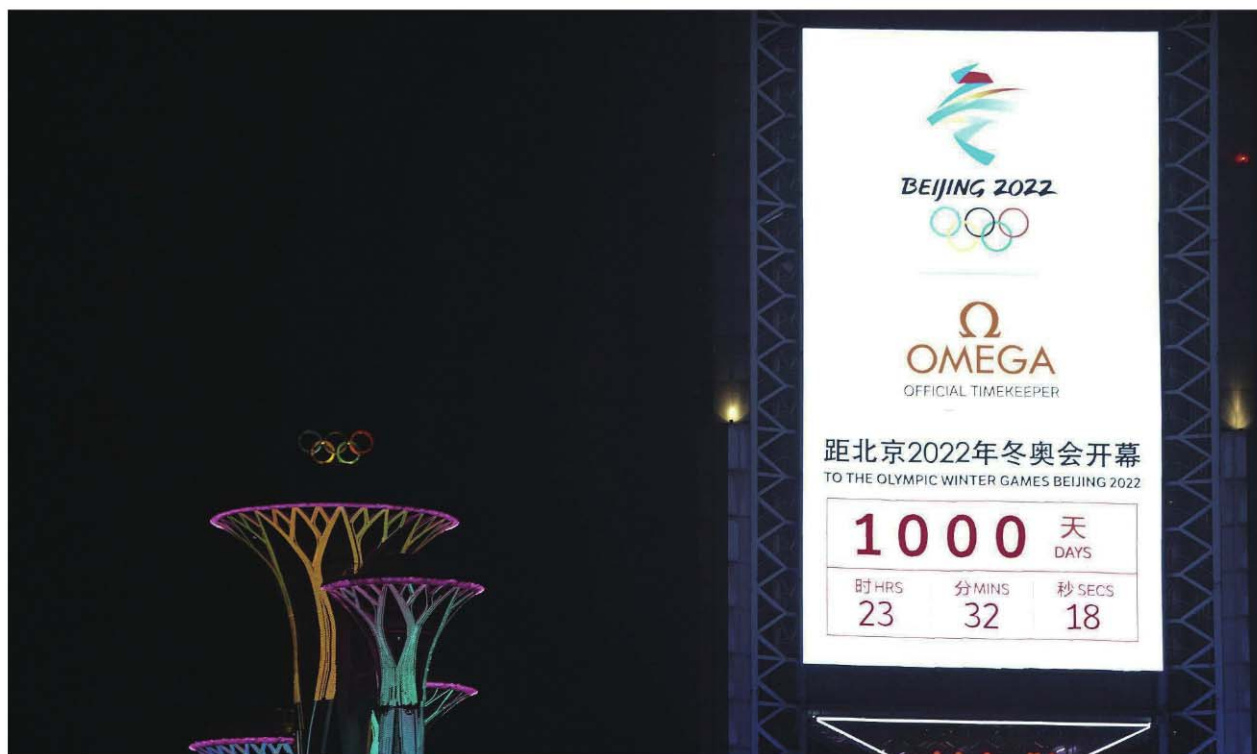 BEIJING 2022
Ω
OMEGA
OFFICIAL TIMEKEEPER
距北京2022年冬奥会开幕
TO THE OLYMPIC WINTER GAMES BEIJING 2022
1000 天
DAYS
时HRS 分MINS 秒SECS
23 32 18